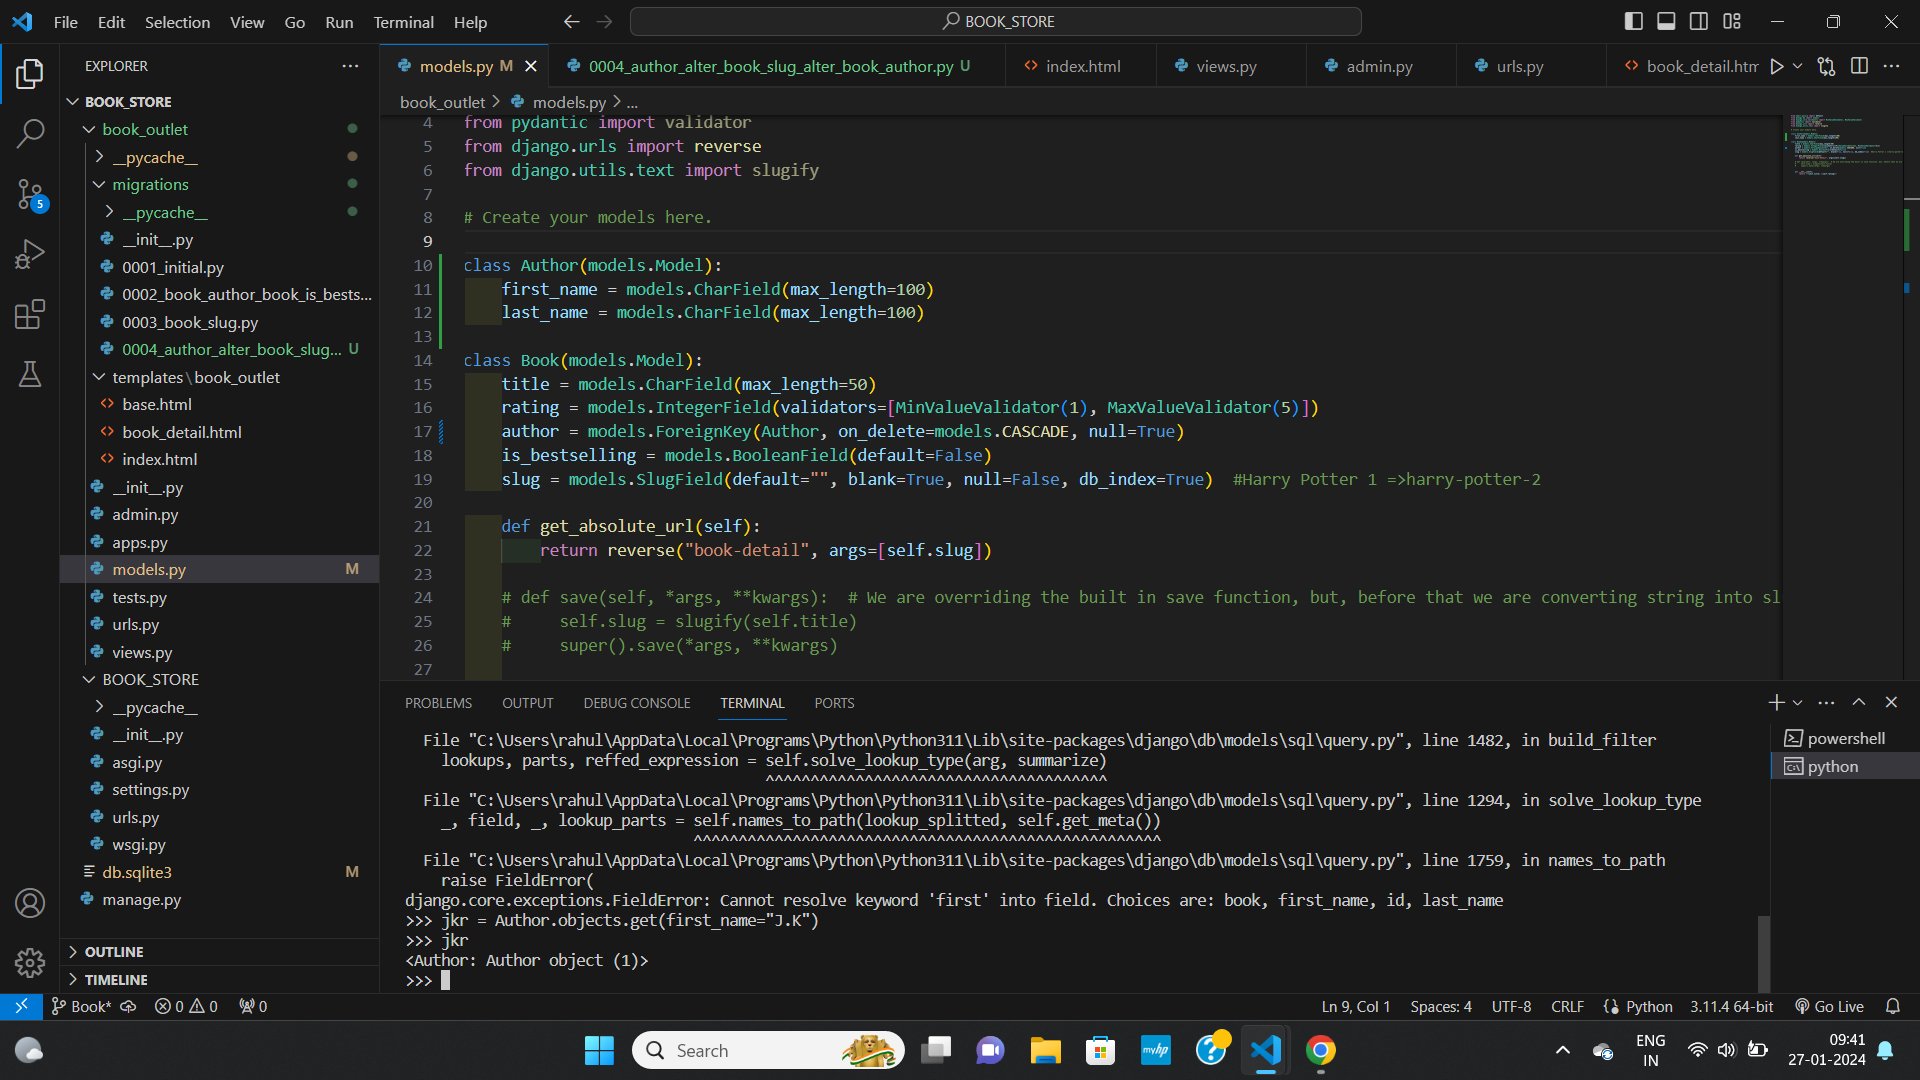 File Edit Selection View Go Run Terminal Help
BOOK_STORE
EXPLORER
BOOK_STORE
book_outlet
__pycache__
migrations
__pycache__
__init__.py
0001_initial.py
0002_book_author_book_is_bests...
0003_book_slug.py
0004_author_alter_book_slug... U
templates\book_outlet
base.html
book_detail.html
index.html
__init__.py
admin.py
apps.py
models.py M
tests.py
urls.py
views.py
BOOK_STORE
__pycache__
__init__.py
asgi.py
settings.py
urls.py
wsgi.py
db.sqlite3 M
manage.py
OUTLINE
TIMELINE
5
models.py M
0004_author_alter_book_slug_alter_book_author.py U
index.html
views.py
admin.py
urls.py
book_detail.htm
book_outlet > models.py > ...
4 from pydantic import validator
5 from django.urls import reverse
6 from django.utils.text import slugify
7
8 # Create your models here.
9
10 class Author(models.Model):
11 first_name = models.CharField(max_length=100)
12 last_name = models.CharField(max_length=100)
13
14 class Book(models.Model):
15 title = models.CharField(max_length=50)
16 rating = models.IntegerField(validators=[MinValueValidator(1), MaxValueValidator(5)])
17 author = models.ForeignKey(Author, on_delete=models.CASCADE, null=True)
18 is_bestselling = models.BooleanField(default=False)
19 slug = models.SlugField(default="", blank=True, null=False, db_index=True) #Harry Potter 1 =>harry-potter-2
20
21 def get_absolute_url(self):
22 return reverse("book-detail", args=[self.slug])
23
24 # def save(self, *args, **kwargs): # We are overriding the built in save function, but, before that we are converting string into sl
25 # self.slug = slugify(self.title)
26 # super().save(*args, **kwargs)
27
PROBLEMS OUTPUT DEBUG CONSOLE TERMINAL PORTS
powershell
python
File "C:\Users\rahul\AppData\Local\Programs\Python\Python311\Lib\site-packages\django\db\models\sql\query.py", line 1482, in build_filter
lookups, parts, reffed_expression = self.solve_lookup_type(arg, summarize)
^^^^^^^^^^^^^^^^^^^^^^^^^^^^^^^^^^^^^^
File "C:\Users\rahul\AppData\Local\Programs\Python\Python311\Lib\site-packages\django\db\models\sql\query.py", line 1294, in solve_lookup_type
_, field, _, lookup_parts = self.names_to_path(lookup_splitted, self.get_meta())
^^^^^^^^^^^^^^^^^^^^^^^^^^^^^^^^^^^^^^^^^^^^^^^^^^^^
File "C:\Users\rahul\AppData\Local\Programs\Python\Python311\Lib\site-packages\django\db\models\sql\query.py", line 1759, in names_to_path
raise FieldError(
django.core.exceptions.FieldError: Cannot resolve keyword 'first' into field. Choices are: book, first_name, id, last_name
>>> jkr = Author.objects.get(first_name="J.K")
>>> jkr
<Author: Author object (1)>
>>>
Book* 0 0 0
Ln 9, Col 1 Spaces: 4 UTF-8 CRLF Python 3.11.4 64-bit Go Live
Search
myhp
ENG
IN
09:41
27-01-2024